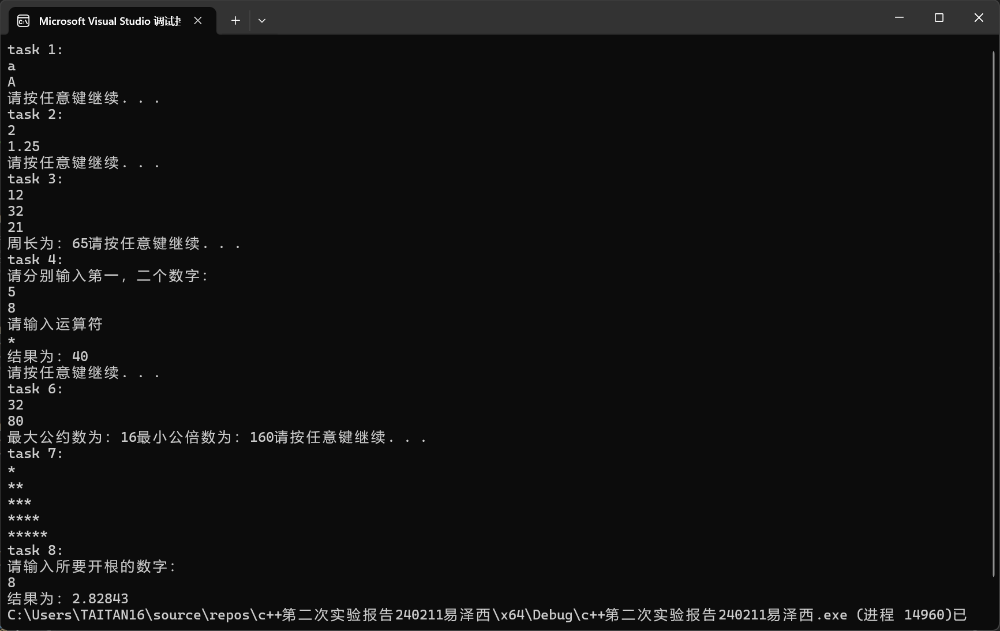 Microsoft Visual Studio 调试
task 1:
a
A
请按任意键继续. . .
task 2:
2
1.25
请按任意键继续. . .
task 3:
12
32
21
周长为: 65请按任意键继续. . .
task 4:
请分别输入第一, 二个数字:
5
8
请输入运算符
*
结果为: 40
请按任意键继续. . .
task 6:
32
80
最大公约数为: 16最小公倍数为: 160请按任意键继续. . .
task 7:
*
**
***
****
*****
task 8:
请输入所要开根的数字:
8
结果为: 2.82843
C:\Users\TAITAN16\source\repos\c++第二次实验报告240211易泽西\x64\Debug\c++第二次实验报告240211易泽西.exe (进程 14960)已